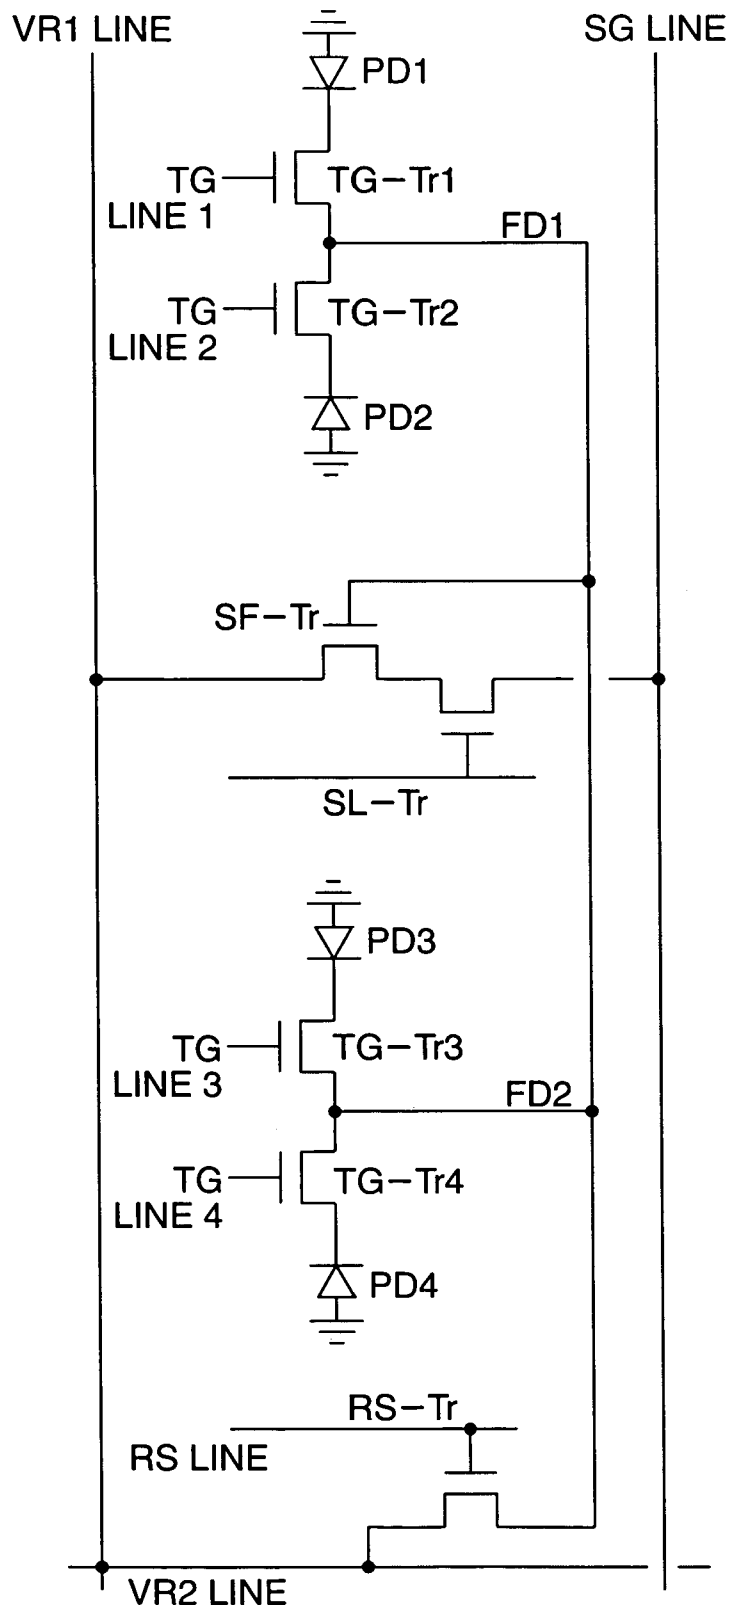 VR1 LINE
SG LINE
PD1
TG
LINE 1
TG-Tr1
FD1
TG
LINE 2
TG-Tr2
PD2
SF-Tr
SL-Tr
PD3
TG
LINE 3
TG-Tr3
FD2
TG
LINE 4
TG-Tr4
PD4
RS-Tr
RS LINE
VR2 LINE